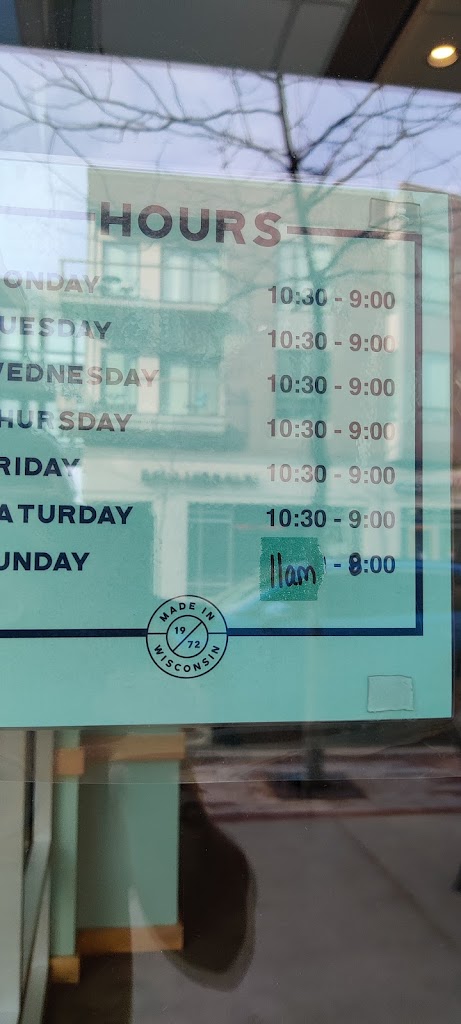 HOURS
ONDAY 10:30 - 9:00
UESDAY 10:30 - 9:00
WEDNESDAY 10:30 - 9:00
HURSDAY 10:30 - 9:00
RIDAY 10:30 - 9:00
ATURDAY 10:30 - 9:00
UNDAY 11am - 8:00
MADE IN
19
72
WISCONSIN